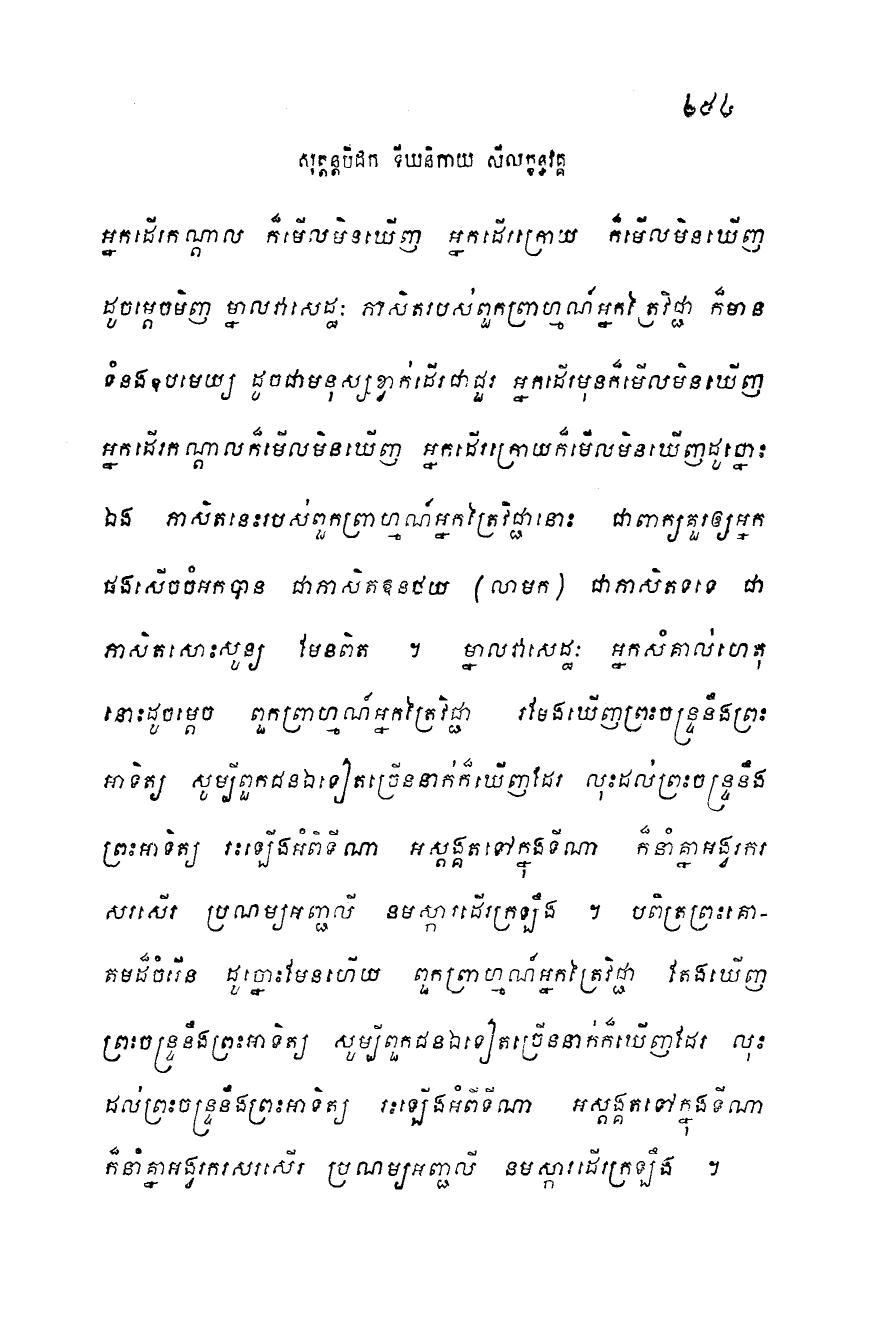 ២៩៤
សុត្តន្តបិដក ទីឃនិកាយ សីលក្ខន្ធវគ្គ
អ្នកដើរកណ្តាល ក៏មើលមិនឃើញ អ្នកដើរក្រោយ ក៏មើលមិនឃើញ
ដូចម្តេចមិញ ម្នាលវាសេដ្ឋៈ ភាសិតរបស់ពួកព្រាហ្មណ៍អ្នកត្រៃវិជ្ជា ក៏មាន
ទំនងឧបមេយ្យ ដូចជាមនុស្សខ្វាក់ដើរជាជួរ អ្នកដើរមុនក៏មើលមិនឃើញ
អ្នកដើរកណ្តាលក៏មើលមិនឃើញ អ្នកដើរក្រោយក៏មើលមិនឃើញដូច្នោះ
ឯង ភាសិតនេះរបស់ពួកព្រាហ្មណ៍អ្នកត្រៃវិជ្ជានោះ ជាពាក្យគួរឲ្យអ្នក
ផងសើចចំអកបាន ជាភាសិតឱនថយ (លាមក) ជាភាសិតទទេ ជា
ភាសិតសោះសូន្យ មែនពិត ។ ម្នាលវាសេដ្ឋៈ អ្នកសំគាល់ហេតុ
នោះដូចម្តេច ពួកព្រាហ្មណ៍អ្នកត្រៃវិជ្ជា រមែងឃើញព្រះចន្ទ្រនឹងព្រះ
អាទិត្យ សូម្បីពួកជនឯទៀតច្រើននាក់ក៏ឃើញដែរ លុះដល់ព្រះចន្ទ្រនឹង
ព្រះអាទិត្យ រះឡើងអំពីទីណា អស្តង្គតទៅក្នុងទីណា ក៏នាំគ្នាអង្វរករ
សរសើរ ប្រណម្យអញ្ជលី នមស្ការដើរក្រឡឹង ។ បពិត្រព្រះគោ-
តមដ៏ចំរើន ដូច្នោះមែនហើយ ពួកព្រាហ្មណ៍អ្នកត្រៃវិជ្ជា តែងឃើញ
ព្រះចន្ទ្រនឹងព្រះអាទិត្យ សូម្បីពួកជនឯទៀតច្រើននាក់ក៏ឃើញដែរ លុះ
ដល់ព្រះចន្ទ្រនឹងព្រះអាទិត្យ រះឡើងអំពីទីណា អស្តង្គតទៅក្នុងទីណា
ក៏នាំគ្នាអង្វរករសរសើរ ប្រណម្យអញ្ជលី នមស្ការដើរក្រឡឹង ។